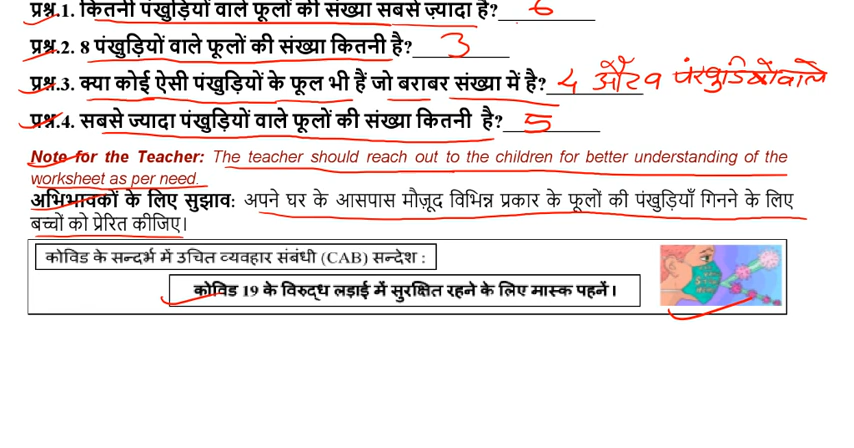 प्रश्न.1. कितनी पंखुड़ियों वाले फूलों की संख्या सबसे ज़्यादा है? 6
प्रश्न.2. 8 पंखुड़ियों वाले फूलों की संख्या कितनी है? 3
प्रश्न.3. क्या कोई ऐसी पंखुड़ियों के फूल भी हैं जो बराबर संख्या में है? 4 और 9 पंखुड़ियोंवाले
प्रश्न.4. सबसे ज्यादा पंखुड़ियों वाले फूलों की संख्या कितनी है? 5
Note for the Teacher: The teacher should reach out to the children for better understanding of the
worksheet as per need.
अभिभावकों के लिए सुझाव: अपने घर के आसपास मौज़ूद विभिन्न प्रकार के फूलों की पंखुड़ियाँ गिनने के लिए
बच्चों को प्रेरित कीजिए।
कोविड के सन्दर्भ में उचित व्यवहार संबंधी (CAB) सन्देश :
कोविड 19 के विरुद्ध लड़ाई में सुरक्षित रहने के लिए मास्क पहनें।